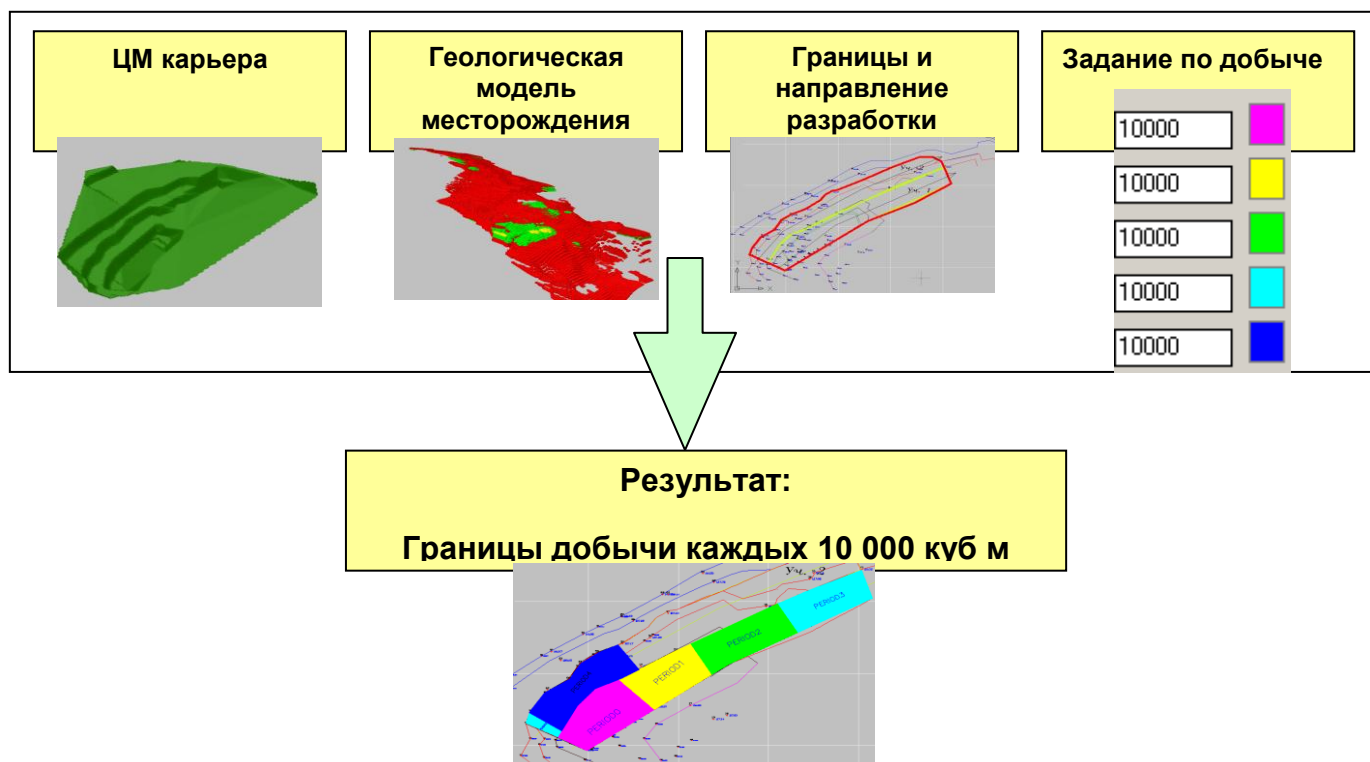 ЦМ карьера
Геологическая
модель
месторождения
Границы и
направление
разработки
Задание по добыче
10000
10000
10000
10000
10000
Результат:
Границы добычи каждых 10 000 куб м
PERIOD3
PERIOD2
PERIOD1
PERIOD0